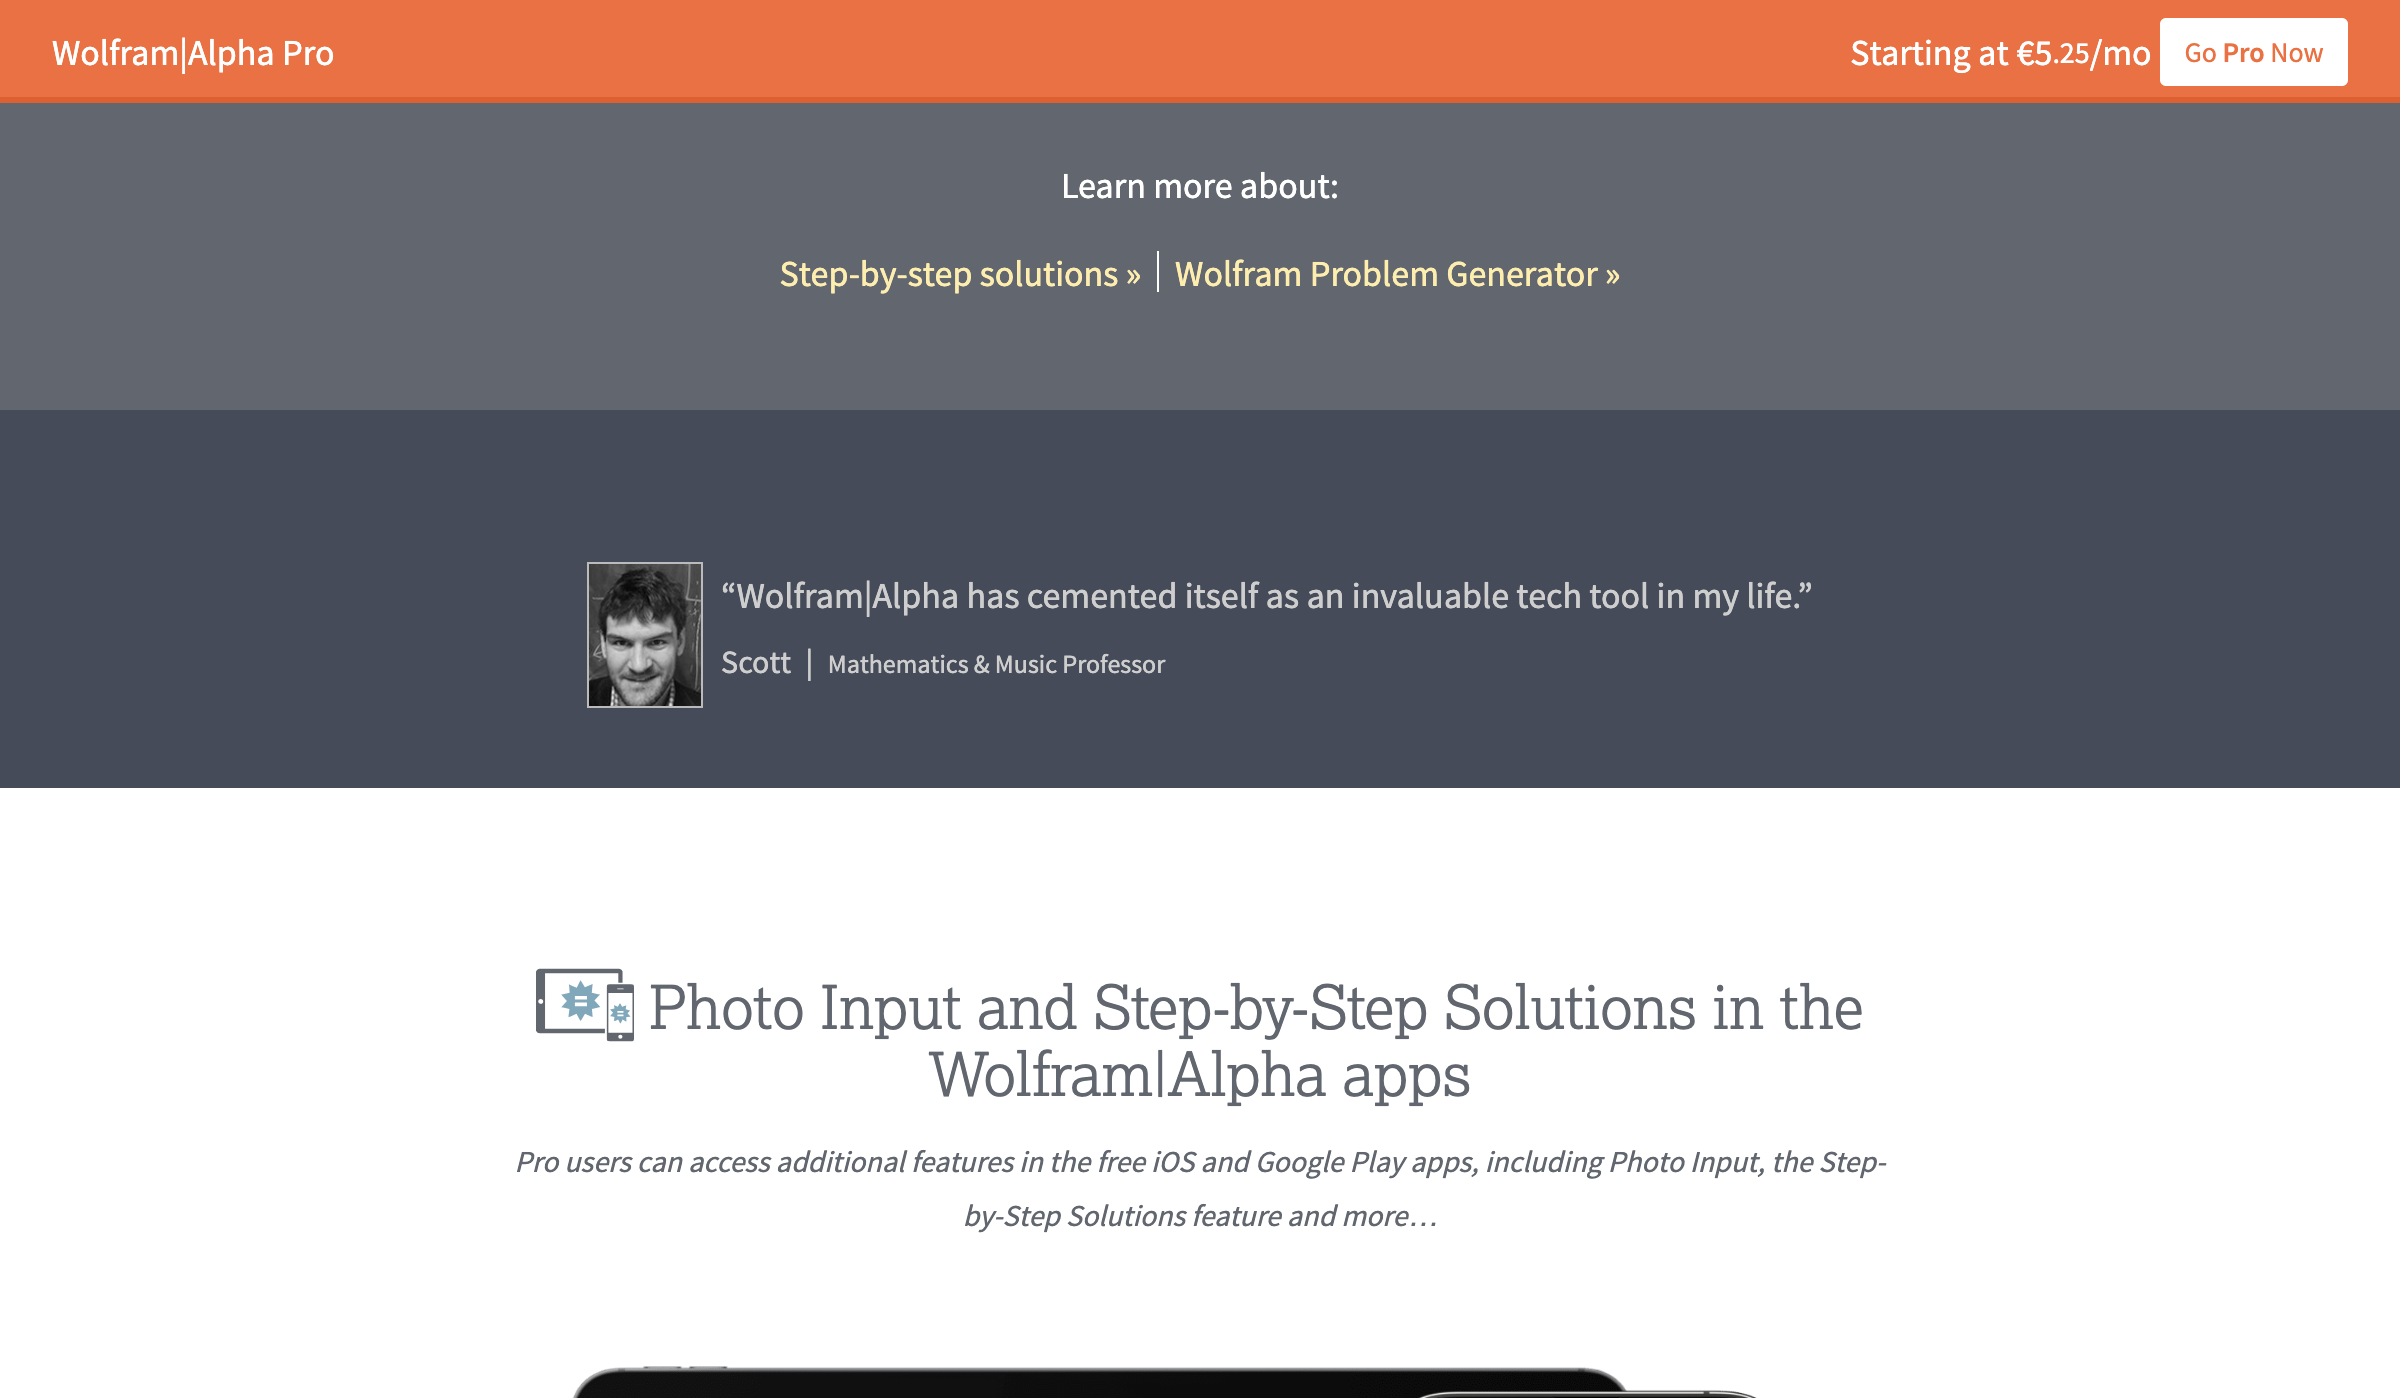 Wolfram|Alpha Pro
Starting at €5.25/mo
Go Pro Now
Learn more about:
Step-by-step solutions » | Wolfram Problem Generator »
“Wolfram|Alpha has cemented itself as an invaluable tech tool in my life.”
Scott | Mathematics & Music Professor
Photo Input and Step-by-Step Solutions in the
Wolfram|Alpha apps
Pro users can access additional features in the free iOS and Google Play apps, including Photo Input, the Step-
by-Step Solutions feature and more…